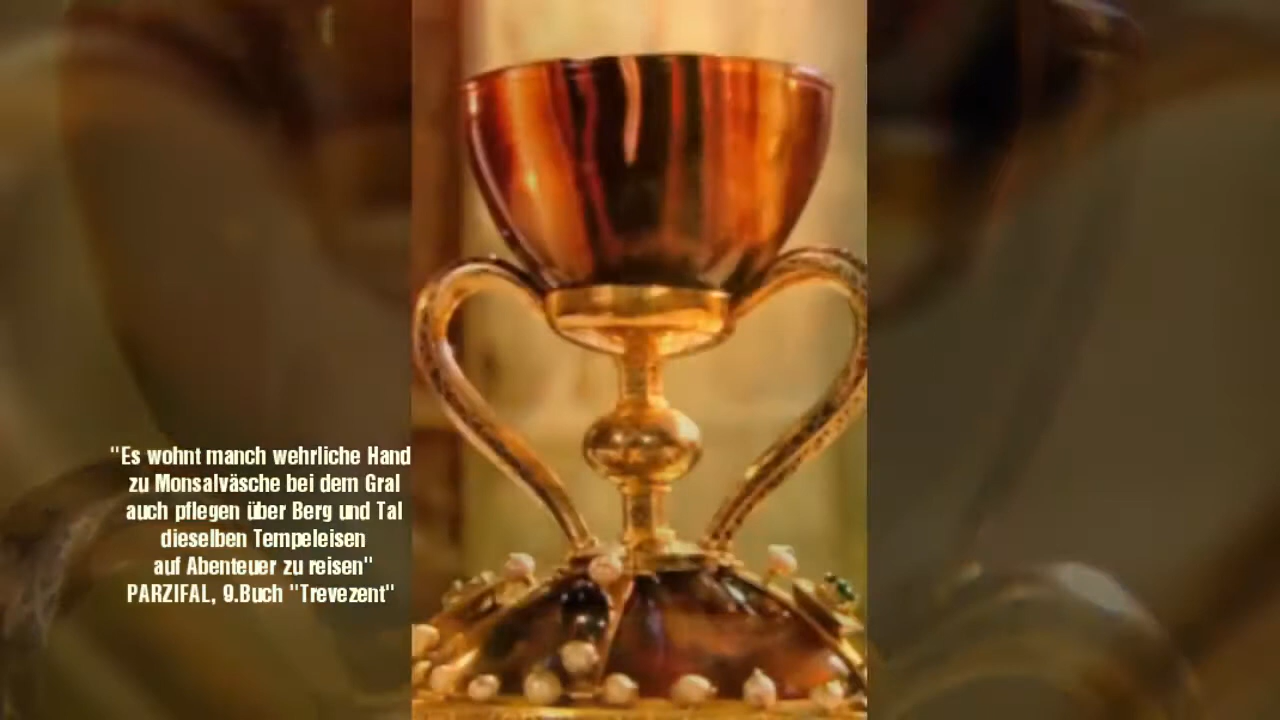 "Es wohnt manch wehrliche Hand
zu Monsalväsche bei dem Gral
auch pflegen über Berg und Tal
dieselben Tempeleisen
auf Abenteuer zu reisen"
PARZIFAL, 9.Buch "Trevezent"